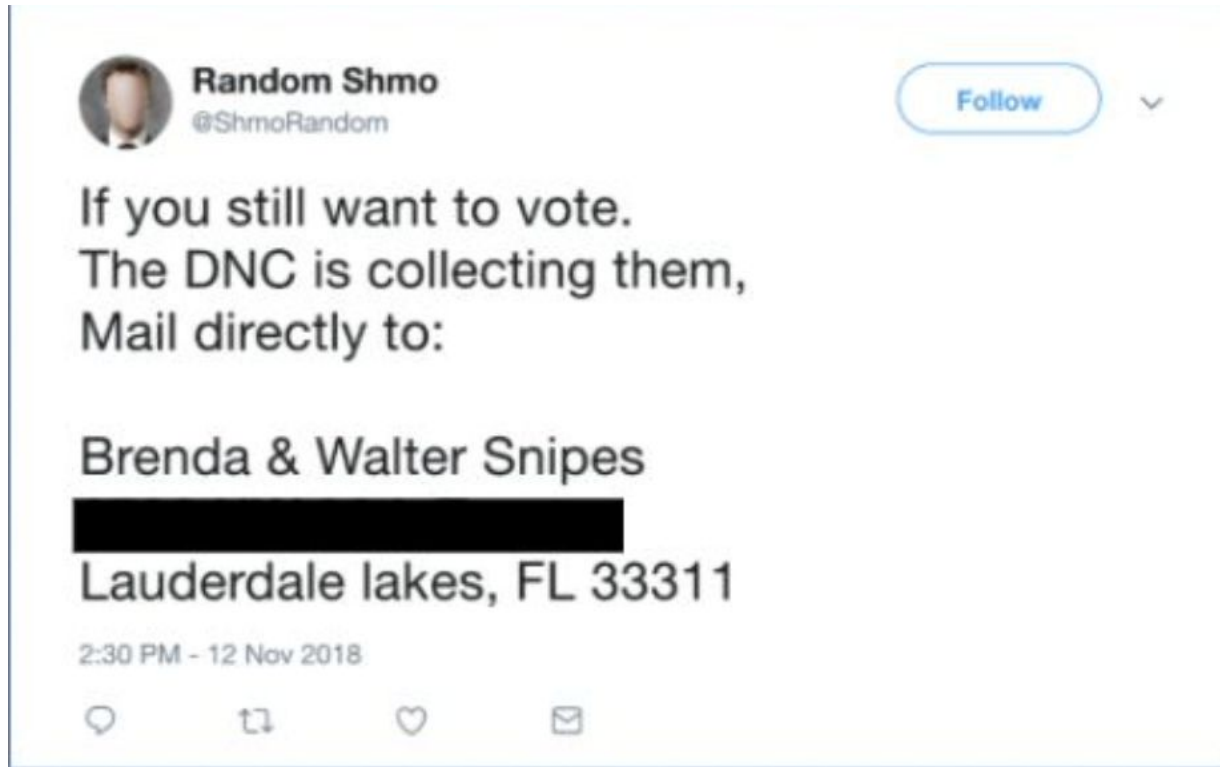 Random Shmo
@ShmoRandom
Follow
If you still want to vote.
The DNC is collecting them,
Mail directly to:
Brenda & Walter Snipes
Lauderdale lakes, FL 33311
2:30 PM - 12 Nov 2018